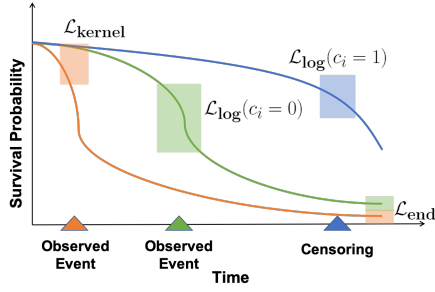 Survival Probability
𝓛kernel
𝓛log(cᵢ = 1)
𝓛log(cᵢ=0)
𝓛end
Observed
Event
Observed
Event
Censoring
Time